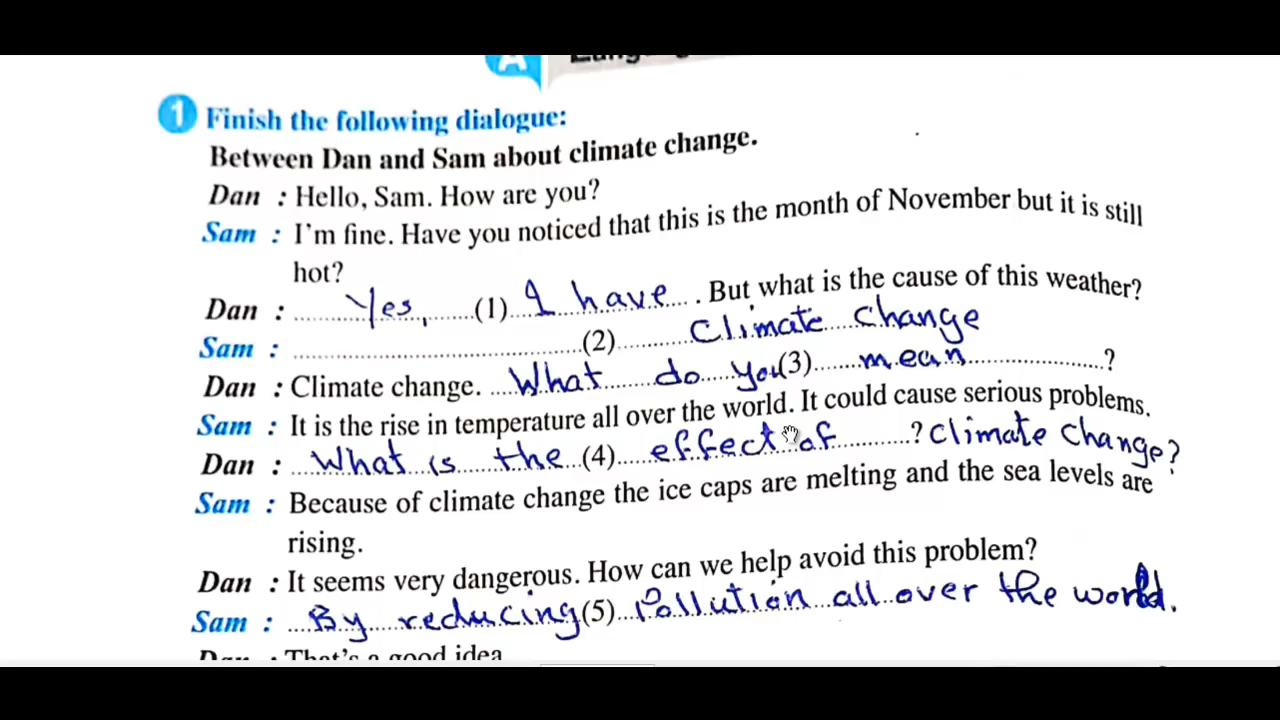 A
1 Finish the following dialogue:
Between Dan and Sam about climate change.
Dan : Hello, Sam. How are you?
Sam : I'm fine. Have you noticed that this is the month of November but it is still
hot?
Dan : ......Yes,......(1) I have..... . But what is the cause of this weather?
Sam : ......(2)...... Climate change
Dan : Climate change. ....What do you(3)......mean......?
Sam : It is the rise in temperature all over the world. It could cause serious problems.
Dan : ...What is the (4)....effect of.........? Climate change?
Sam : Because of climate change the ice caps are melting and the sea levels are
rising.
Dan : It seems very dangerous. How can we help avoid this problem?
Sam : ...By reducing(5)...Pollution all over the world.
Dan : That's a good idea